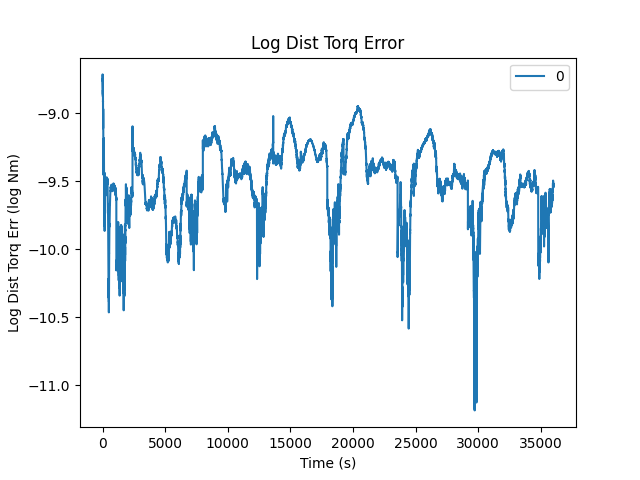 Log Dist Torq Error
0
−9.0
−9.5
−10.0
−10.5
−11.0
Log Dist Torq Err (log Nm)
0 5000 10000 15000 20000 25000 30000 35000
Time (s)